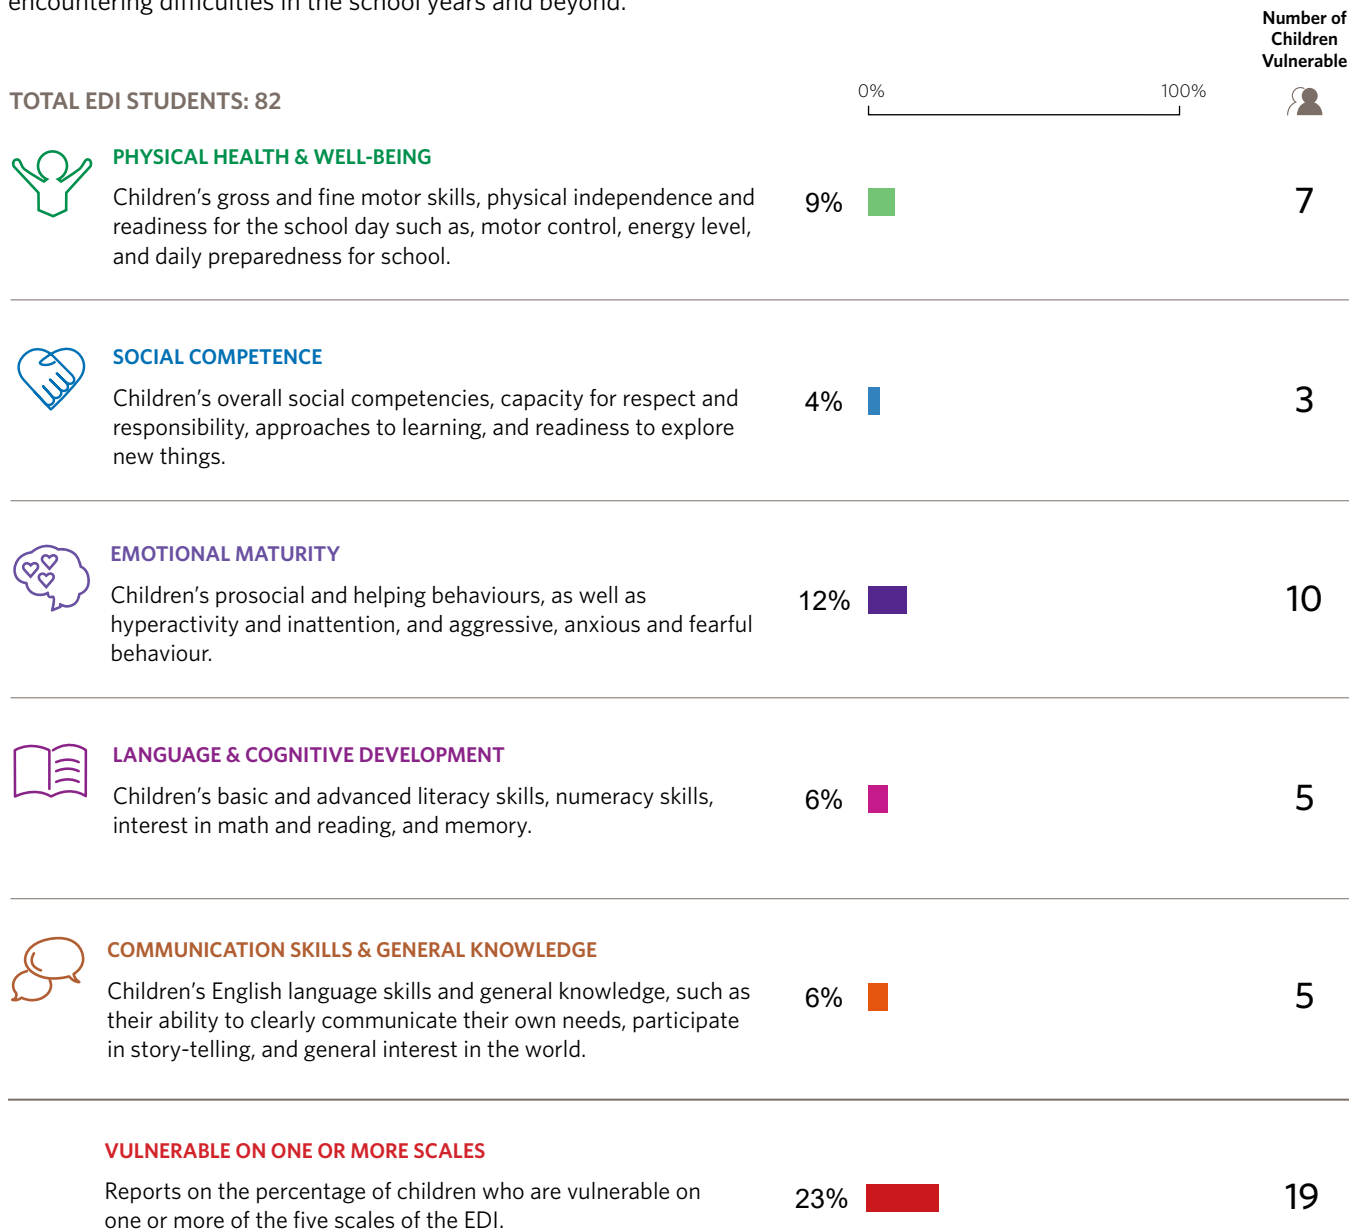 encountering difficulties in the school years and beyond.
Number of
Children
Vulnerable
TOTAL EDI STUDENTS: 82
0%
100%
PHYSICAL HEALTH & WELL-BEING
Children's gross and fine motor skills, physical independence and
readiness for the school day such as, motor control, energy level,
and daily preparedness for school.
9%
7
SOCIAL COMPETENCE
Children's overall social competencies, capacity for respect and
responsibility, approaches to learning, and readiness to explore
new things.
4%
3
EMOTIONAL MATURITY
Children's prosocial and helping behaviours, as well as
hyperactivity and inattention, and aggressive, anxious and fearful
behaviour.
12%
10
LANGUAGE & COGNITIVE DEVELOPMENT
Children's basic and advanced literacy skills, numeracy skills,
interest in math and reading, and memory.
6%
5
COMMUNICATION SKILLS & GENERAL KNOWLEDGE
Children's English language skills and general knowledge, such as
their ability to clearly communicate their own needs, participate
in story-telling, and general interest in the world.
6%
5
VULNERABLE ON ONE OR MORE SCALES
Reports on the percentage of children who are vulnerable on
one or more of the five scales of the EDI.
23%
19